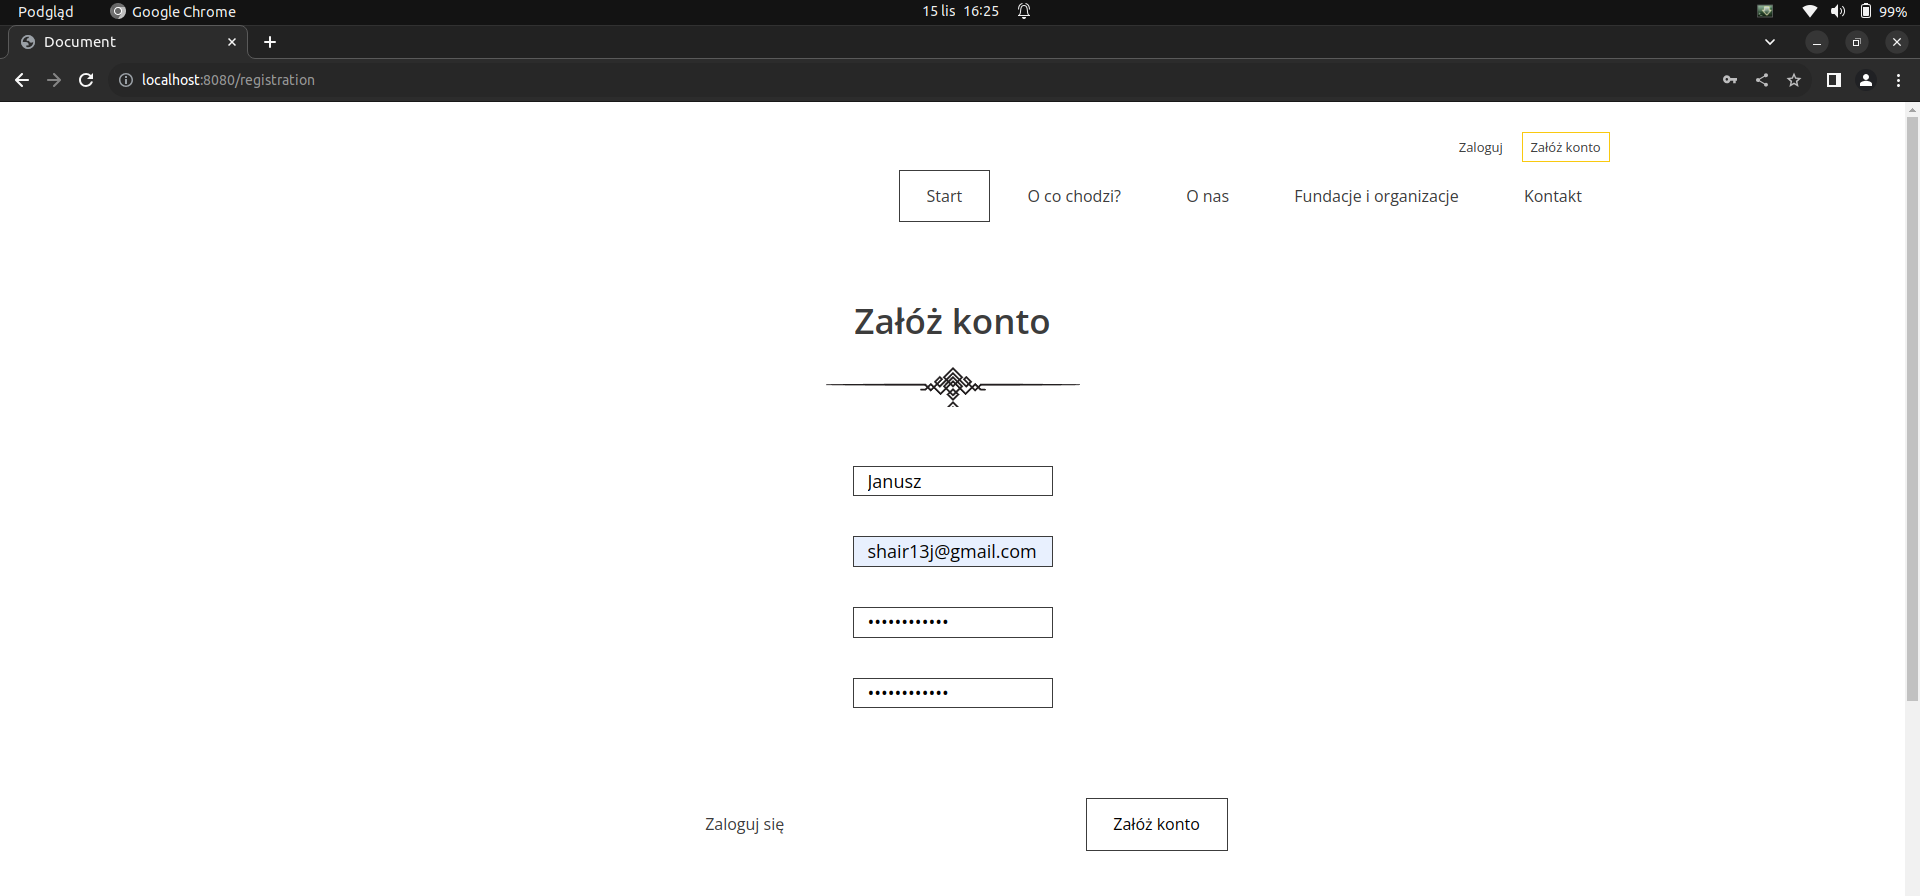 Podgląd Google Chrome 15 lis 16:25 99%
Document
localhost:8080/registration
Zaloguj Załóż konto
Start O co chodzi? O nas Fundacje i organizacje Kontakt
Załóż konto
Janusz
shair13j@gmail.com
••••••••••••
••••••••••••
Zaloguj się Załóż konto